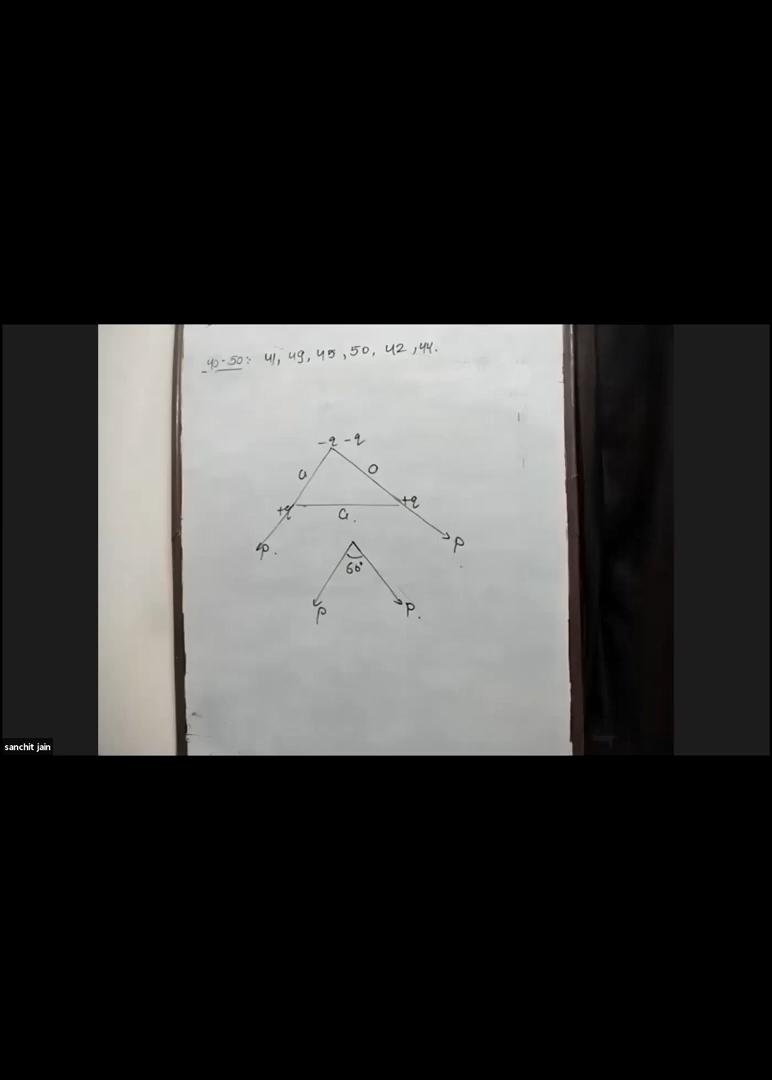 40-50: 41, 49, 45, 50, 42, 44.
-q -q
a a
+q +q
a.
P. P
60°
P P.
sanchit jain